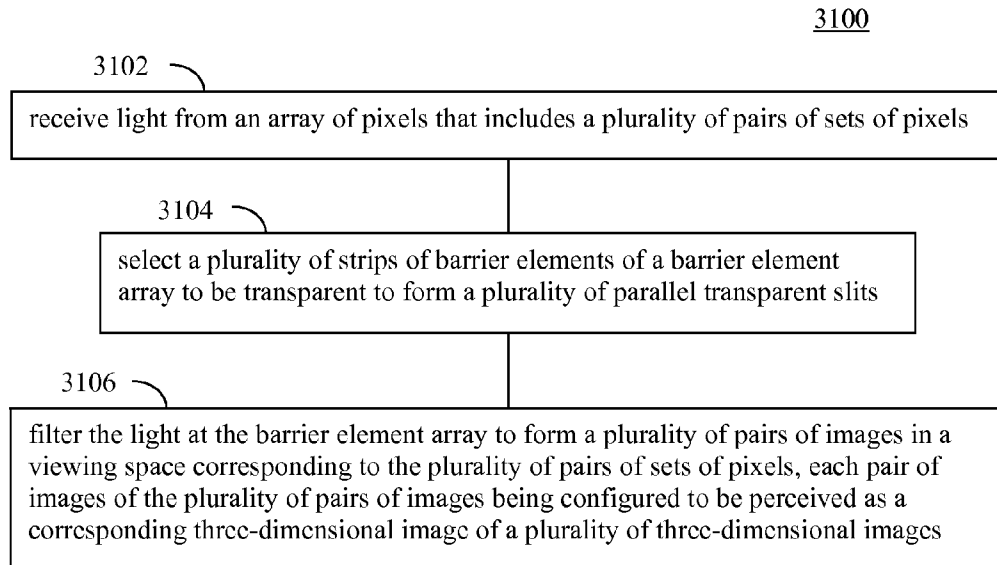 3100
3102
receive light from an array of pixels that includes a plurality of pairs of sets of pixels
3104
select a plurality of strips of barrier elements of a barrier element
array to be transparent to form a plurality of parallel transparent slits
3106
filter the light at the barrier element array to form a plurality of pairs of images in a
viewing space corresponding to the plurality of pairs of sets of pixels, each pair of
images of the plurality of pairs of images being configured to be perceived as a
corresponding three-dimensional image of a plurality of three-dimensional images